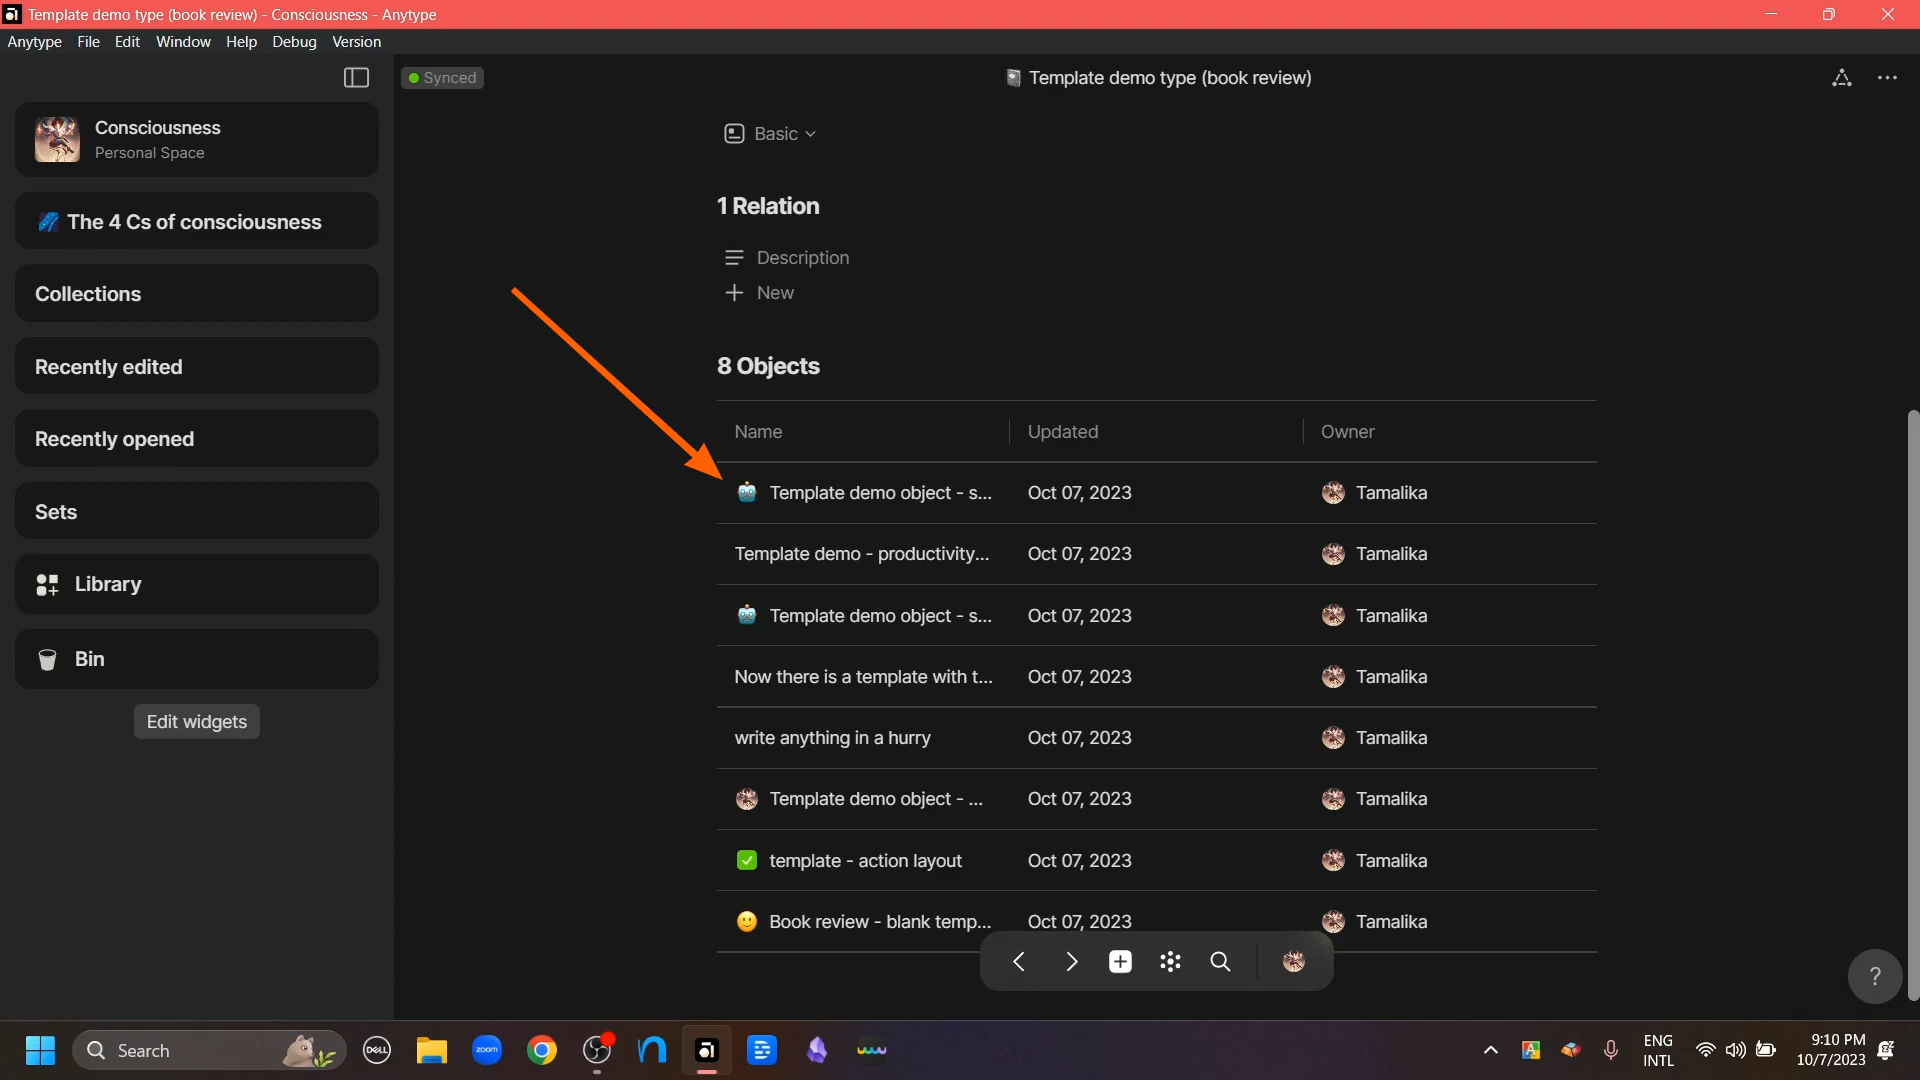 Template demo type (book review) - Consciousness - Anytype
Anytype File Edit Window Help Debug Version
Synced
Template demo type (book review)
Consciousness
Personal Space
The 4 Cs of consciousness
Collections
Recently edited
Recently opened
Sets
Library
Bin
Edit widgets
Basic
1 Relation
Description
New
8 Objects
Name Updated Owner
Template demo object - s... Oct 07, 2023 Tamalika
Template demo - productivity... Oct 07, 2023 Tamalika
Template demo object - s... Oct 07, 2023 Tamalika
Now there is a template with t... Oct 07, 2023 Tamalika
write anything in a hurry Oct 07, 2023 Tamalika
Template demo object - ... Oct 07, 2023 Tamalika
template - action layout Oct 07, 2023 Tamalika
Book review - blank temp... Oct 07, 2023 Tamalika
?
Search
DELL
zoom
ENG
INTL
9:10 PM
10/7/2023